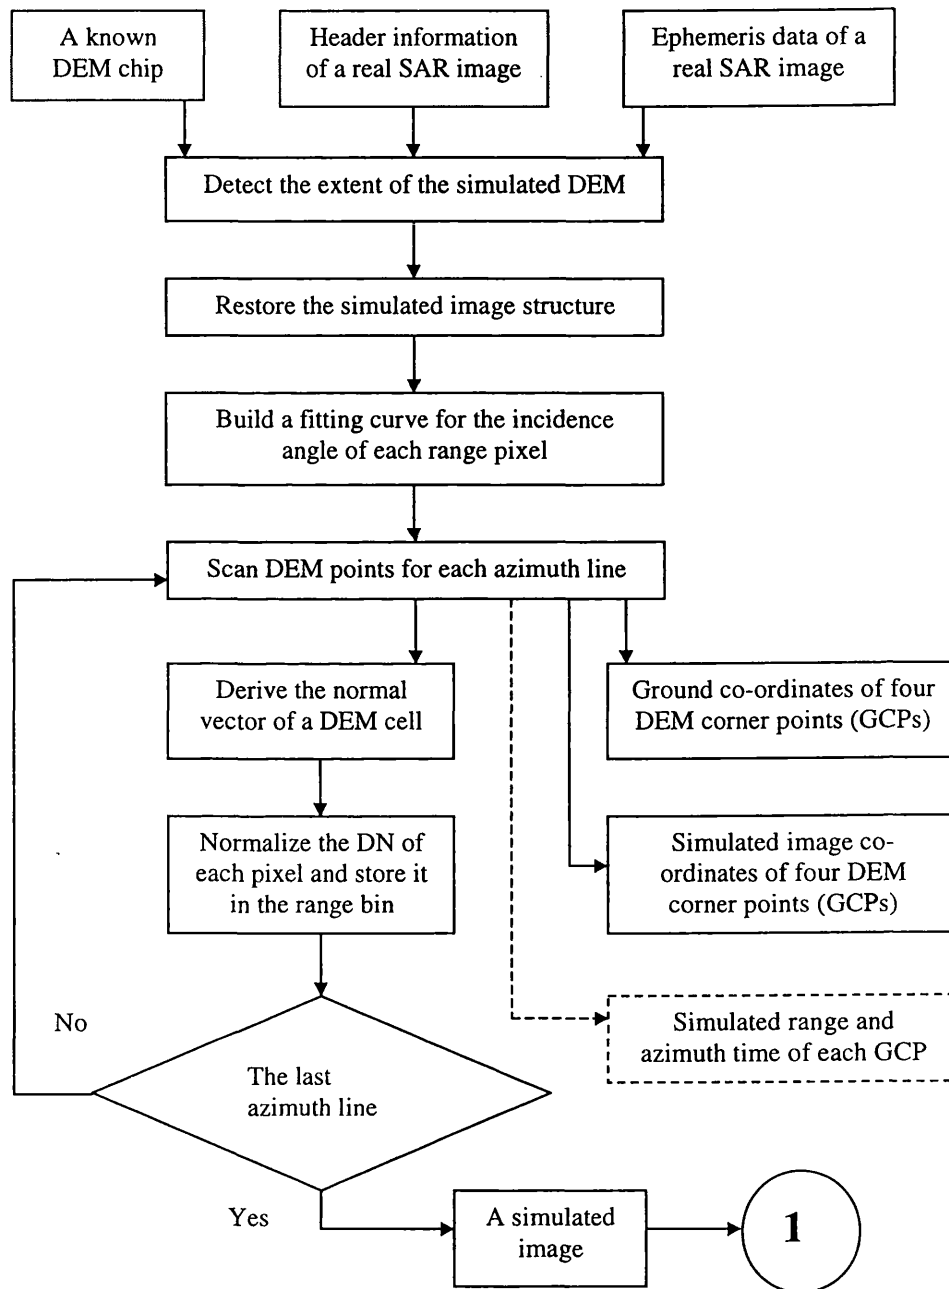 A known
DEM chip
Header information
of a real SAR image
Ephemeris data of a
real SAR image
Detect the extent of the simulated DEM
Restore the simulated image structure
Build a fitting curve for the incidence
angle of each range pixel
Scan DEM points for each azimuth line
Derive the normal
vector of a DEM cell
Ground co-ordinates of four
DEM corner points (GCPs)
Normalize the DN of
each pixel and store it
in the range bin
Simulated image co-
ordinates of four DEM
corner points (GCPs)
Simulated range and
azimuth time of each GCP
No
The last
azimuth line
Yes
A simulated
image
1